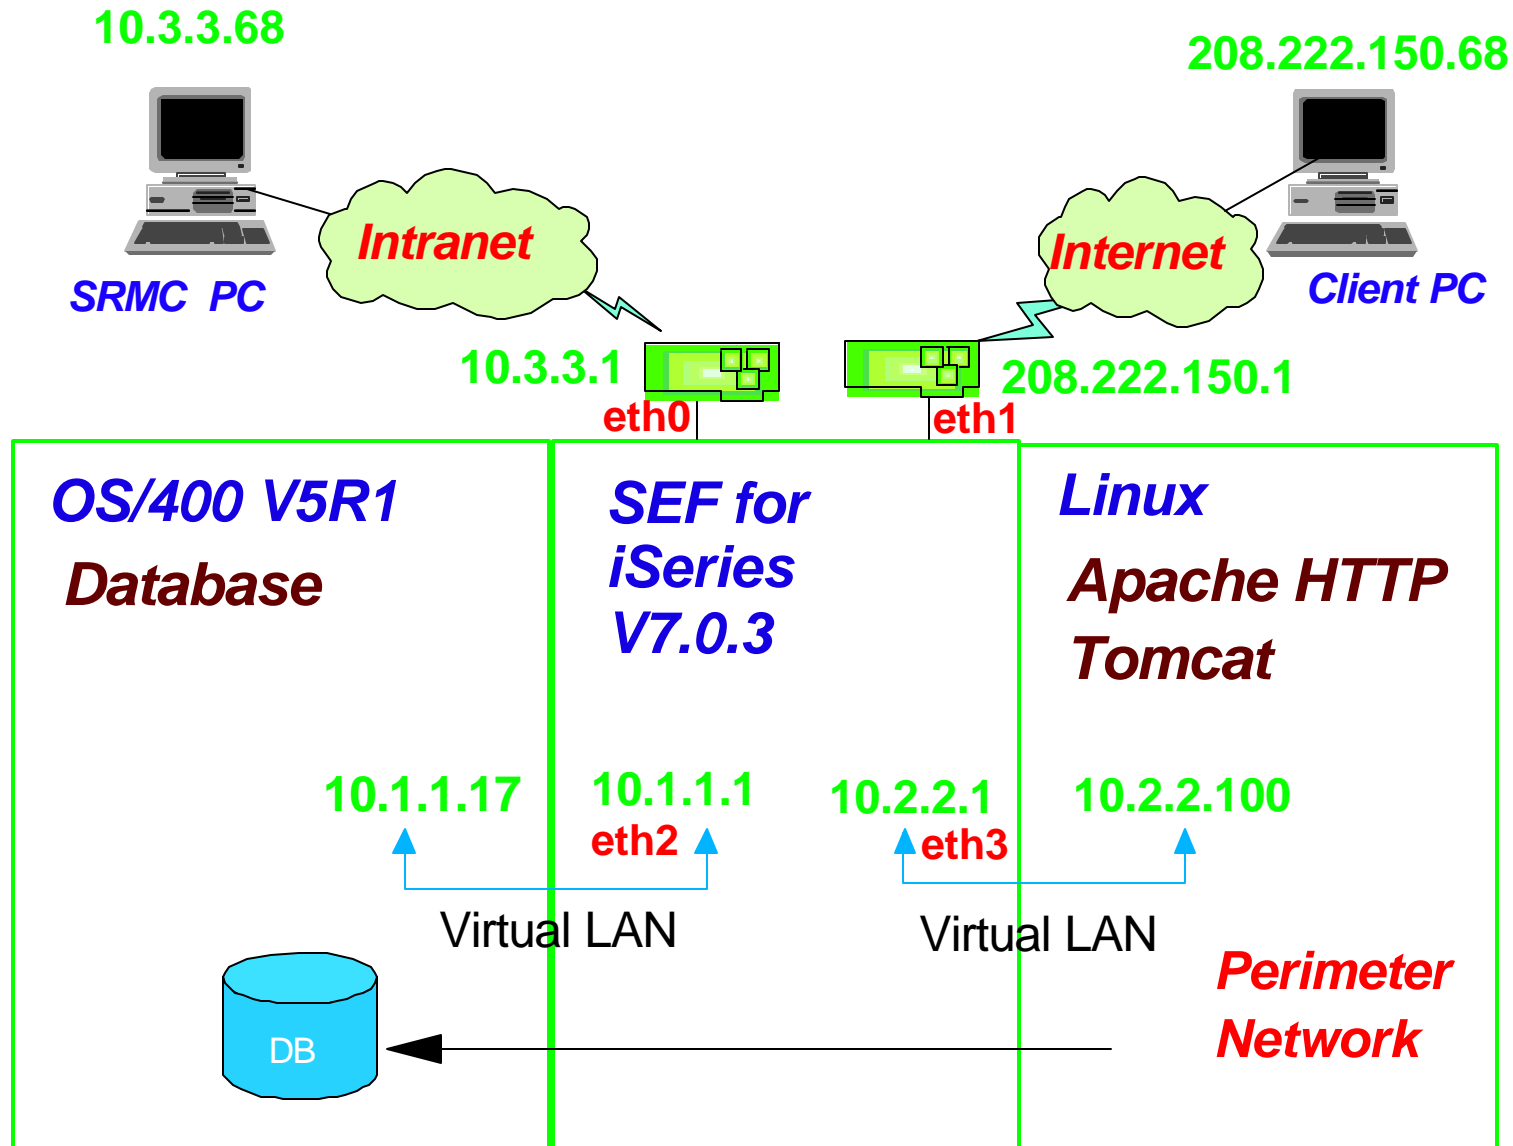 10.3.3.68
208.222.150.68
Intranet
Internet
SRMC PC
Client PC
10.3.3.1
208.222.150.1
eth0
eth1
OS/400 V5R1
Database
SEF for
iSeries
V7.0.3
Linux
Apache HTTP
Tomcat
10.1.1.17
10.1.1.1
10.2.2.1
10.2.2.100
eth2
eth3
Virtual LAN
Virtual LAN
Perimeter
Network
DB